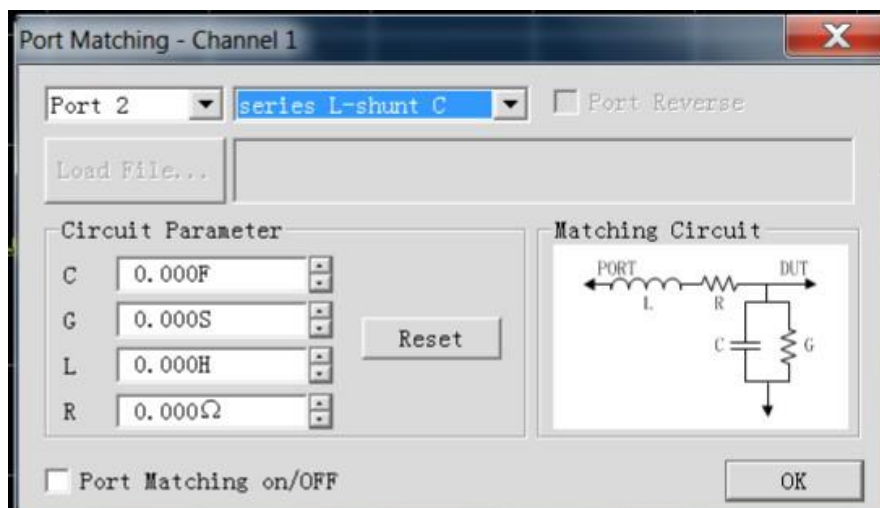 Port Matching - Channel 1
Port 2 series L-shunt C Port Reverse
Load File...
Circuit Parameter
C 0.000F
G 0.000S
L 0.000H
R 0.000Ω
Reset
Matching Circuit
PORT DUT
L R
C G
Port Matching on/OFF
OK